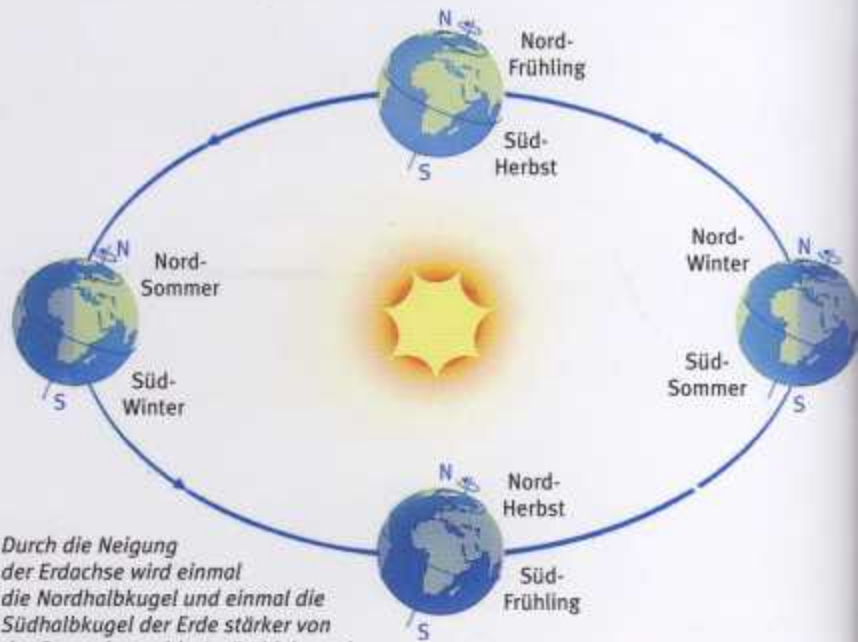 N
Nord-
Frühling
Süd-
Herbst
S
N
Nord-
Sommer
Süd-
Winter
S
Nord-
Winter
N
Süd-
Sommer
S
N
Nord-
Herbst
Süd-
Frühling
S
Durch die Neigung
der Erdachse wird einmal
die Nordhalbkugel und einmal die
Südhalbkugel der Erde stärker von